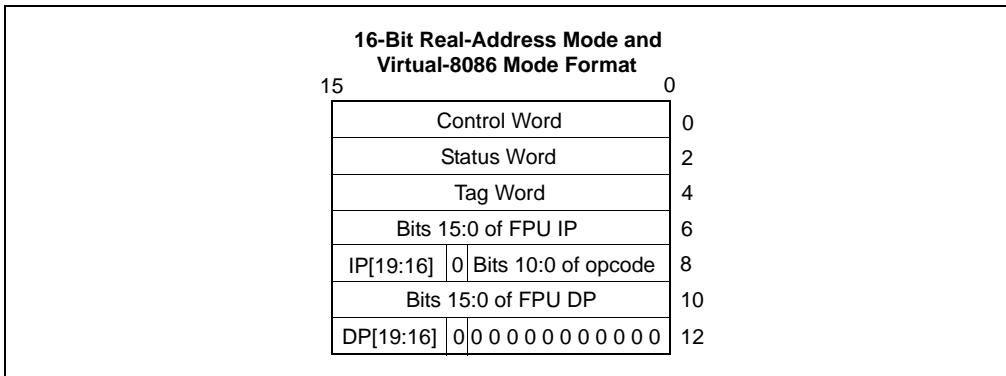 16-Bit Real-Address Mode and
Virtual-8086 Mode Format
15 0
Control Word 0
Status Word 2
Tag Word 4
Bits 15:0 of FPU IP 6
IP[19:16] 0 Bits 10:0 of opcode 8
Bits 15:0 of FPU DP 10
DP[19:16] 0 0 0 0 0 0 0 0 0 0 0 0 12